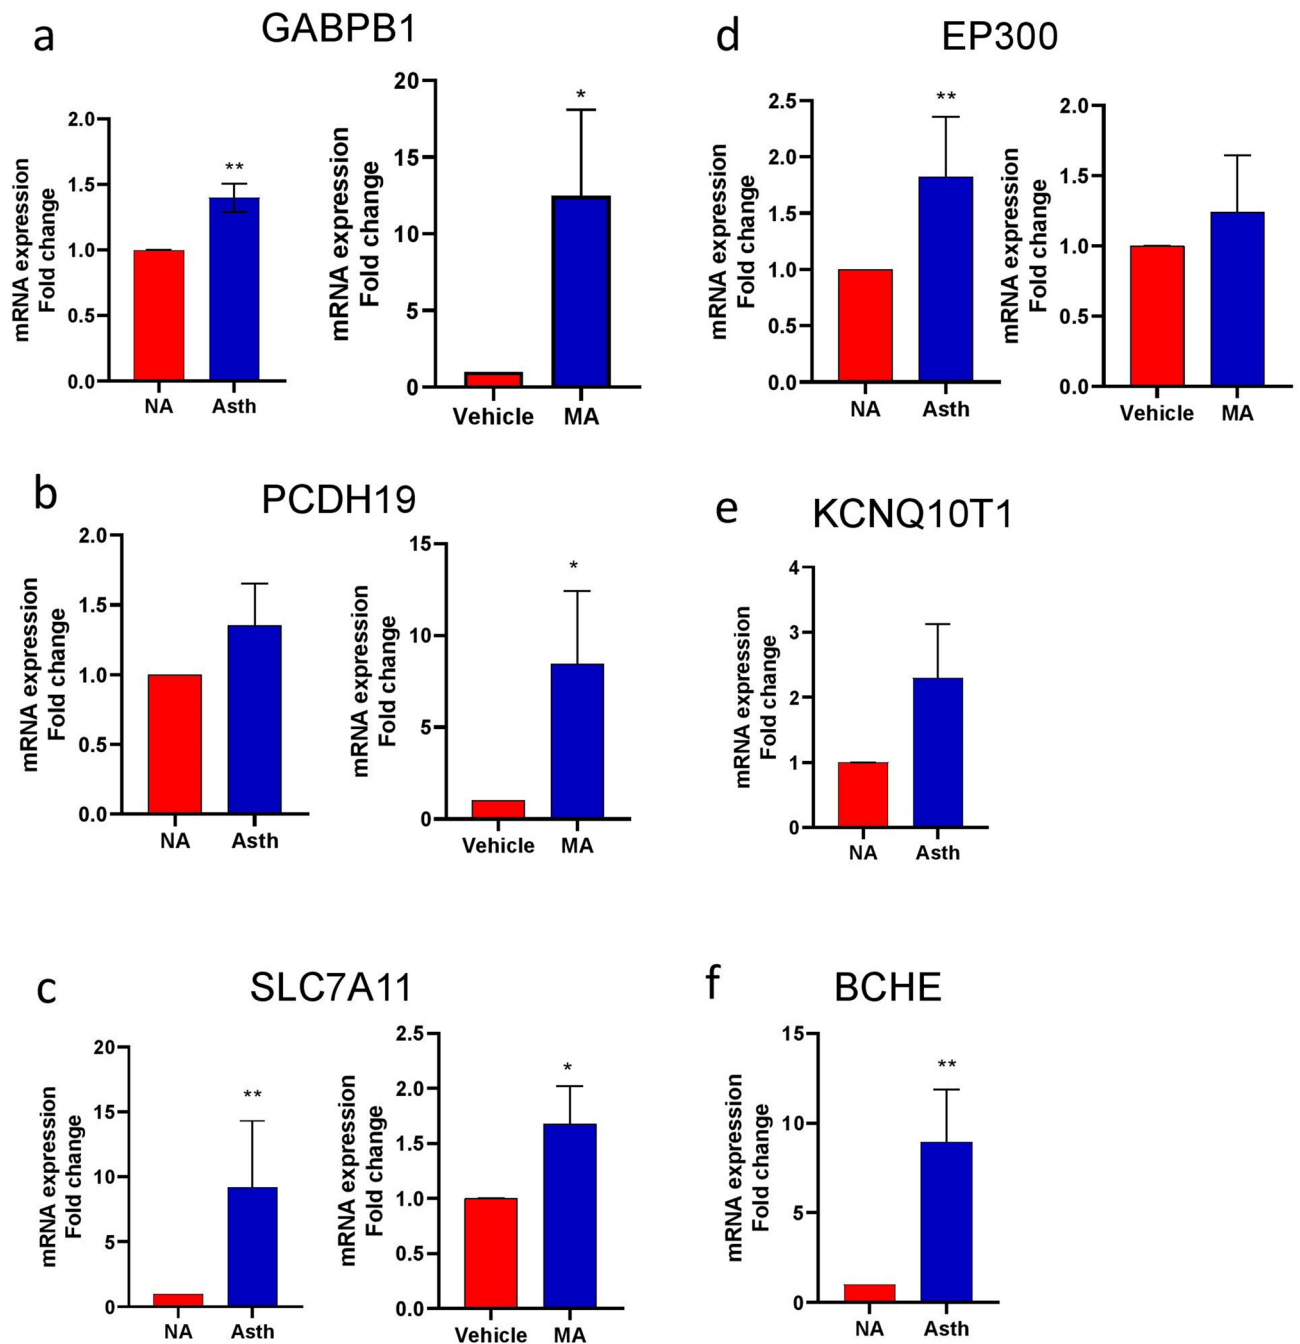 a
GABPB1
mRNA expression
Fold change
2.0
1.5
1.0
0.5
0.0
**
NA Asth
mRNA expression
Fold change
20
15
10
5
0
*
Vehicle MA
b
PCDH19
mRNA expression
Fold change
2.0
1.5
1.0
0.5
0.0
NA Asth
mRNA expression
Fold change
15
10
5
0
*
Vehicle MA
c
SLC7A11
mRNA expression
Fold change
20
15
10
5
0
**
NA Asth
mRNA expression
Fold change
2.5
2.0
1.5
1.0
0.5
0.0
*
Vehicle MA
d
EP300
mRNA expression
Fold change
2.5
2.0
1.5
1.0
0.5
0.0
**
NA Asth
mRNA expression
Fold change
2.0
1.5
1.0
0.5
0.0
Vehicle MA
e
KCNQ10T1
mRNA expression
Fold change
4
3
2
1
0
NA Asth
f
BCHE
mRNA expression
Fold change
15
10
5
0
**
NA Asth